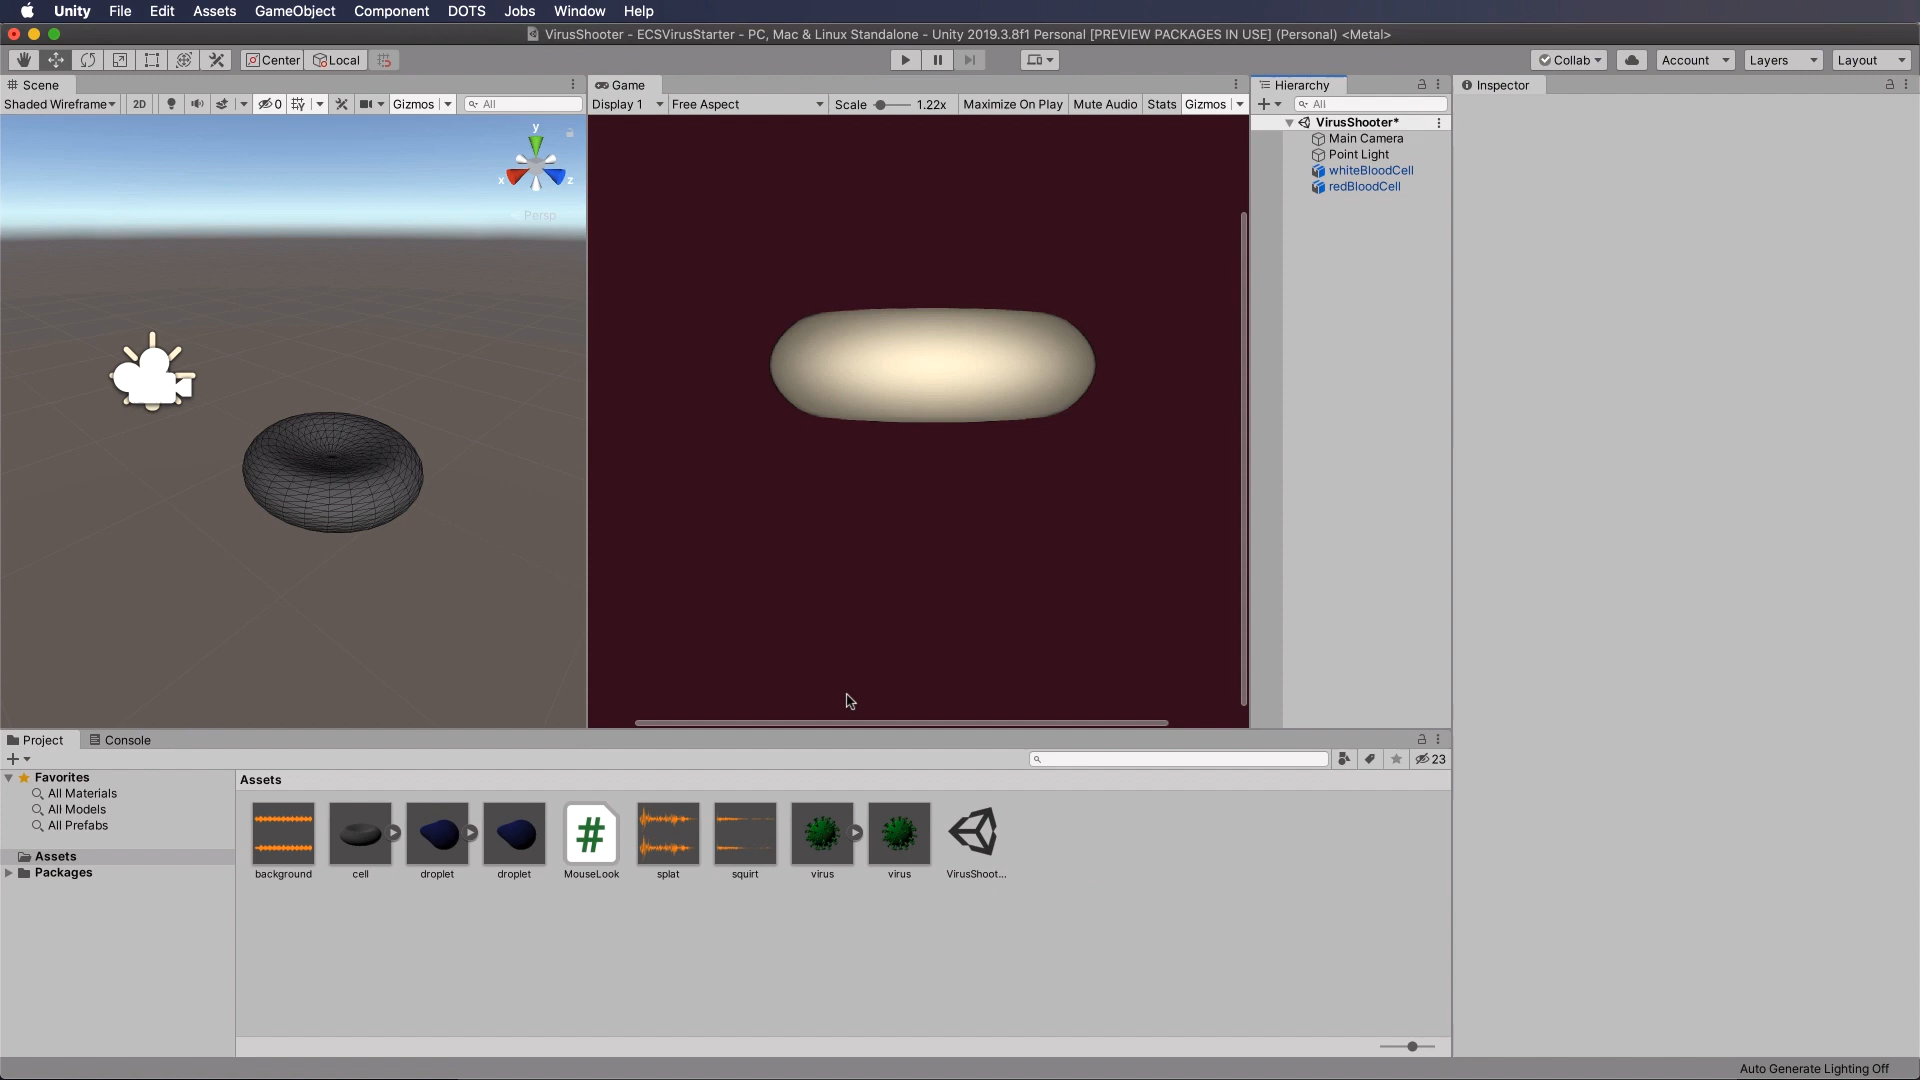 Unity File Edit Assets GameObject Component DOTS Jobs Window Help
VirusShooter - ECSVirusStarter - PC, Mac & Linux Standalone - Unity 2019.3.8f1 Personal [PREVIEW PACKAGES IN USE] (Personal) <Metal>
Center Local Collab Account Layers Layout
Scene Game Hierarchy Inspector
Shaded Wireframe 2D 0 Gizmos All Display 1 Free Aspect Scale 1.22x Maximize On Play Mute Audio Stats Gizmos All
VirusShooter*
Main Camera
Point Light
whiteBloodCell
redBloodCell
y
x z
Persp
Project Console
23
Favorites
All Materials
All Models
All Prefabs
Assets
Packages
Assets
background cell droplet droplet MouseLook splat squirt virus virus VirusShoot...
Auto Generate Lighting Off